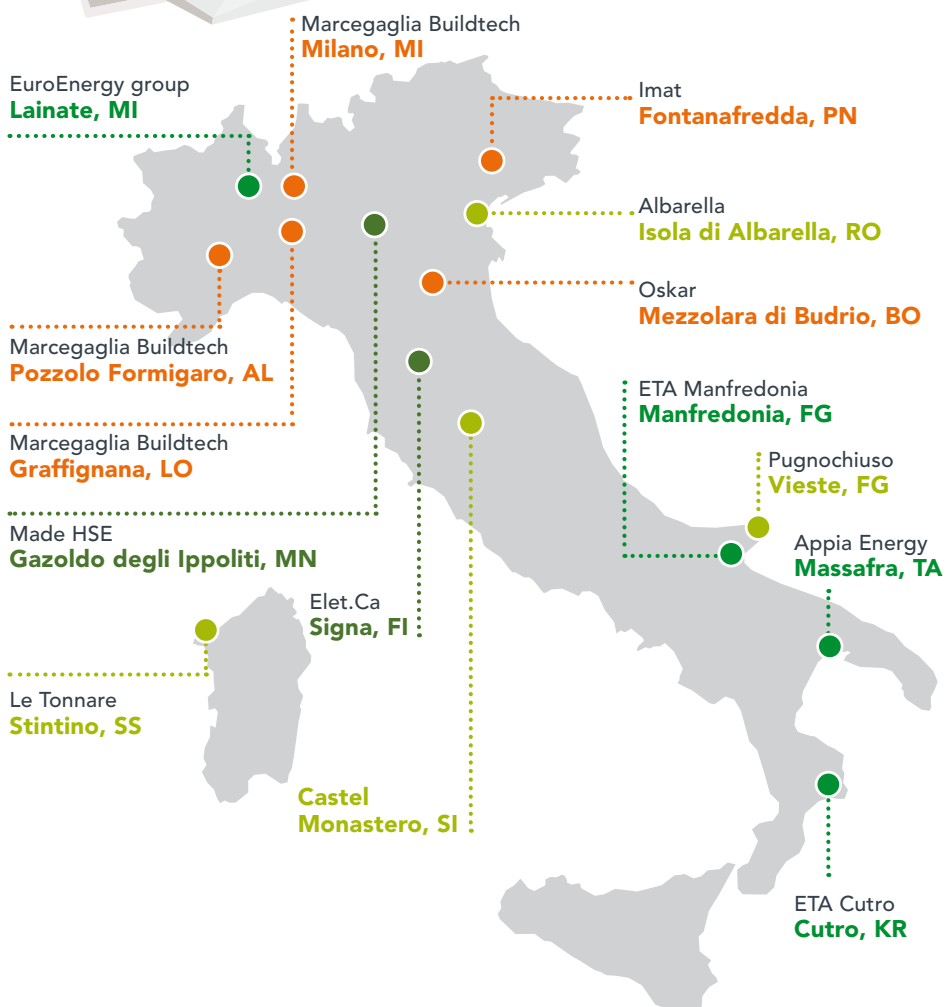 Marcegaglia Buildtech
Milano, MI
EuroEnergy group
Lainate, MI
Imat
Fontanafredda, PN
Albarella
Isola di Albarella, RO
Oskar
Mezzolara di Budrio, BO
Marcegaglia Buildtech
Pozzolo Formigaro, AL
ETA Manfredonia
Manfredonia, FG
Marcegaglia Buildtech
Graffignana, LO
Pugnochiuso
Vieste, FG
Made HSE
Gazoldo degli Ippoliti, MN
Appia Energy
Massafra, TA
Elet.Ca
Signa, FI
Le Tonnare
Stintino, SS
Castel
Monastero, SI
ETA Cutro
Cutro, KR